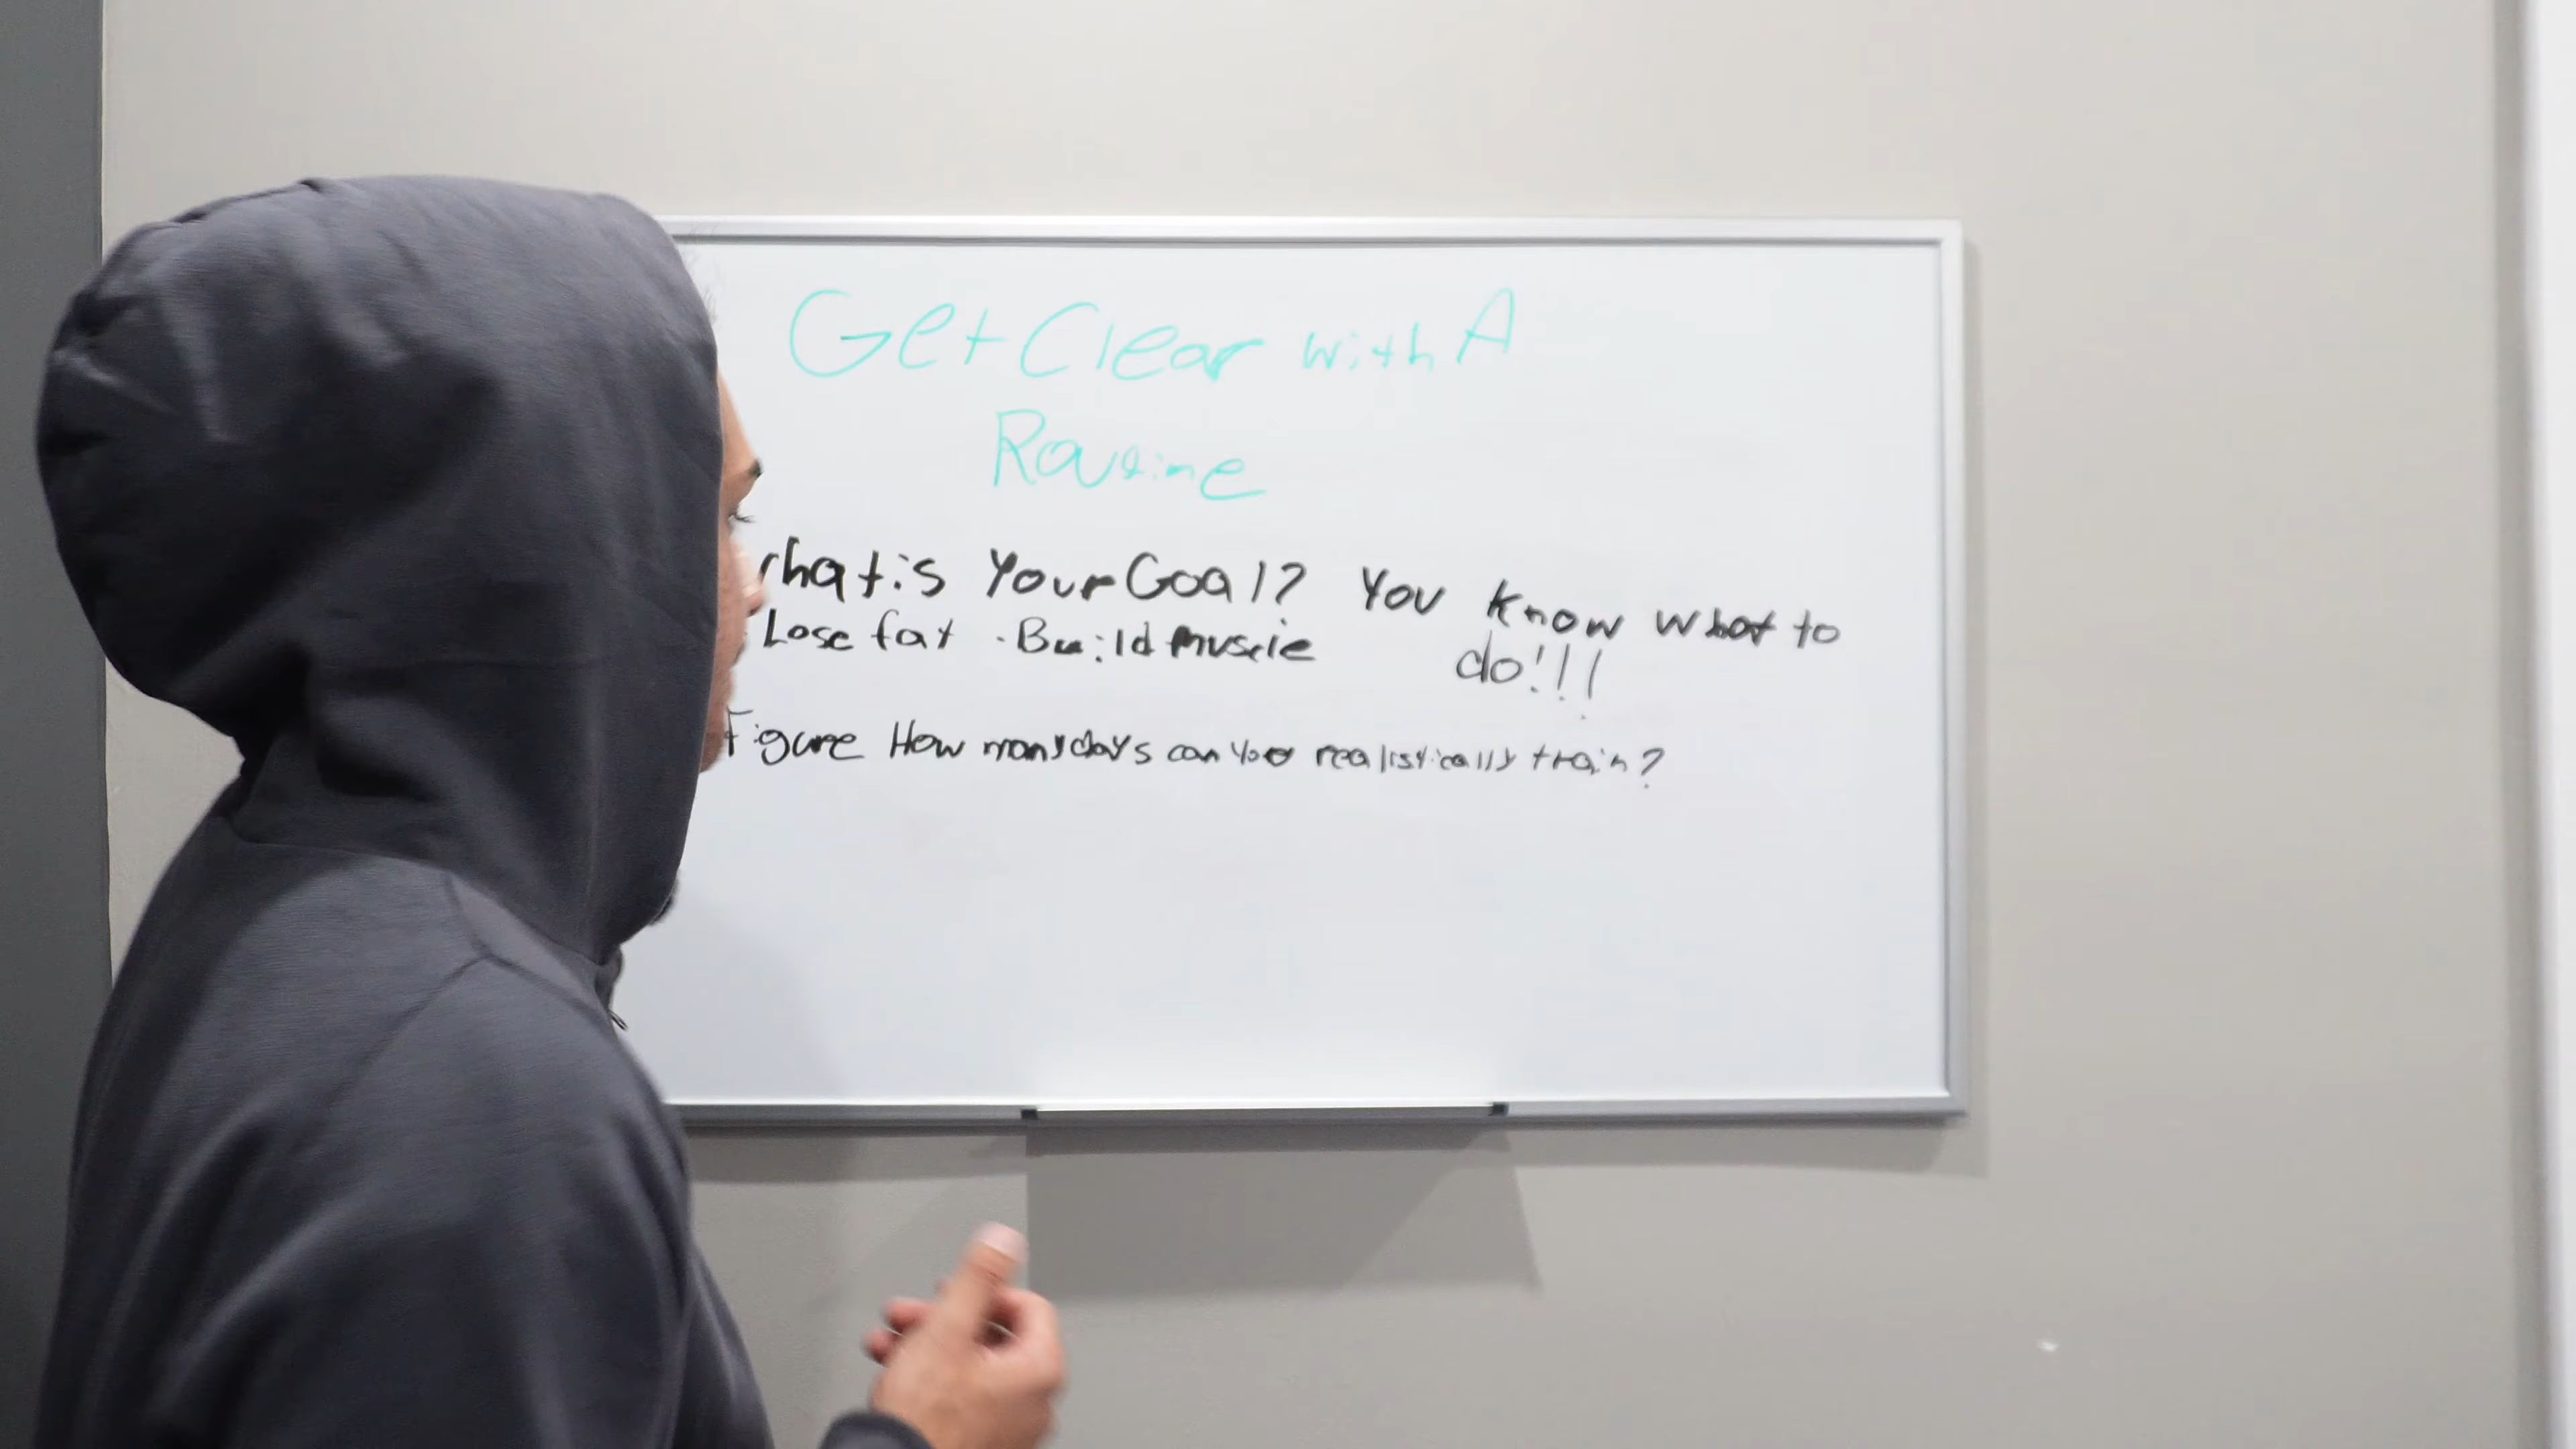 Get Clear with A
Routine
What is Your Goal? You know what to
do!!!
Lose fat · Build muscle
Figure How many days can you realistically train?